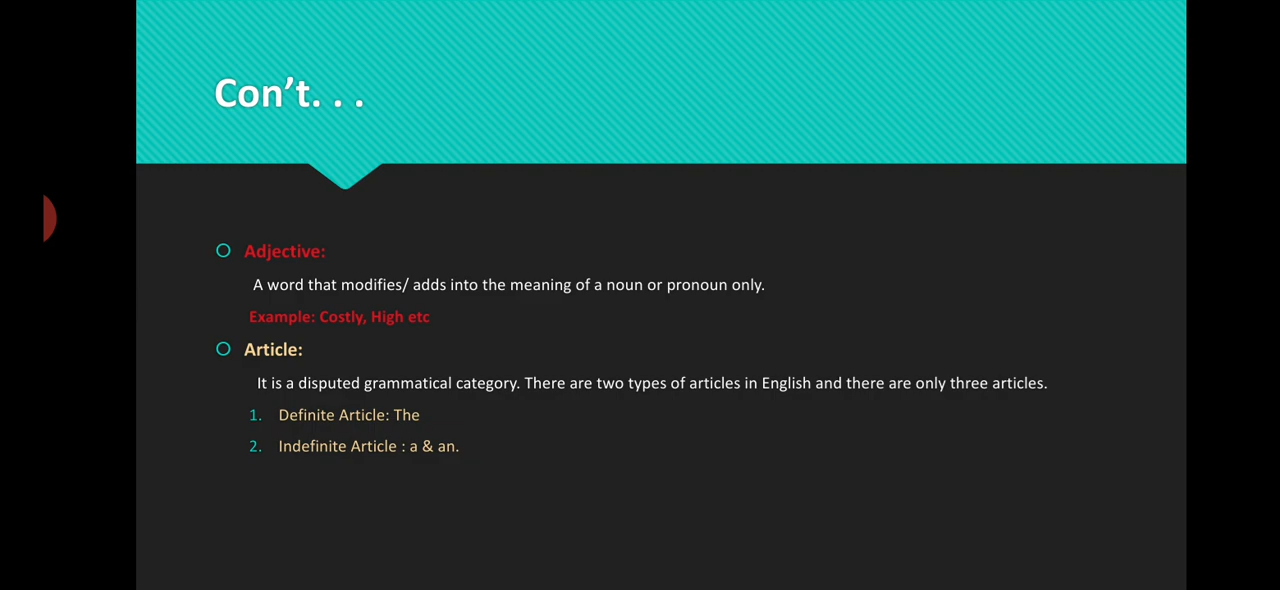 Con’t. . .
Adjective:
A word that modifies/ adds into the meaning of a noun or pronoun only.
Example: Costly, High etc
Article:
It is a disputed grammatical category. There are two types of articles in English and there are only three articles.
1. Definite Article: The
2. Indefinite Article : a & an.